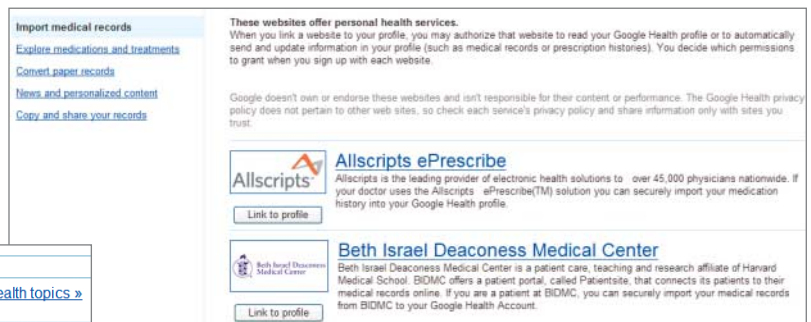 Import medical records
Explore medications and treatments
Convert paper records
News and personalized content
Copy and share your records
These websites offer personal health services.
When you link a website to your profile, you may authorize that website to read your Google Health profile or to automatically
send and update information in your profile (such as medical records or prescription histories). You decide which permissions
to grant when you sign up with each website.
Google doesn't own or endorse these websites and isn't responsible for their content or performance. The Google Health privacy
policy does not pertain to other web sites, so check each service's privacy policy and share information only with sites you
trust.
Allscripts
Link to profile
Allscripts ePrescribe
Allscripts is the leading provider of electronic health solutions to over 45,000 physicians nationwide. If
your doctor uses the Allscripts ePrescribe(TM) solution you can securely import your medication
history into your Google Health profile.
Beth Israel Deaconess
Medical Center
Link to profile
Beth Israel Deaconess Medical Center
Beth Israel Deaconess Medical Center is a patient care, teaching and research affiliate of Harvard
Medical School. BIDMC offers a patient portal, called Patientsite, that connects its patients to their
medical records online. If you are a patient at BIDMC, you can securely import your medical records
from BIDMC to your Google Health Account.
ealth topics »